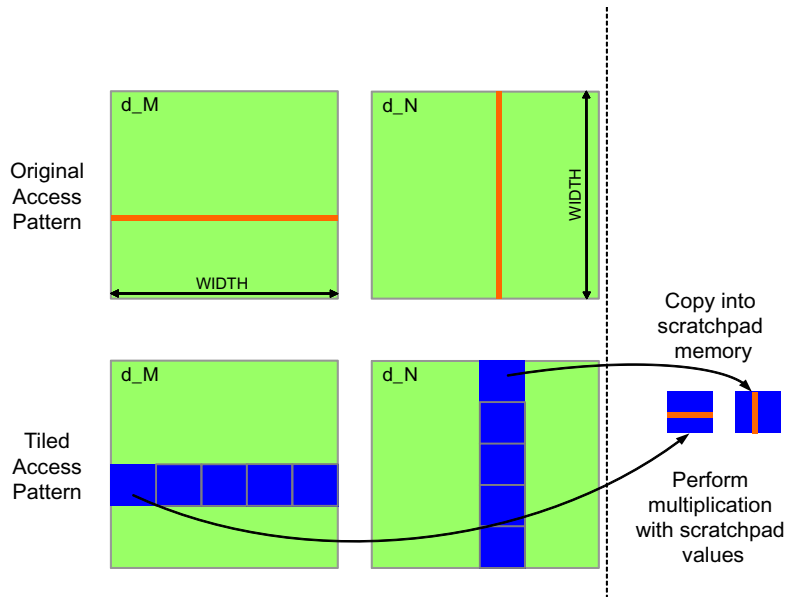 d_M
d_N
Original
Access
Pattern
WIDTH
WIDTH
Copy into
scratchpad
memory
d_M
d_N
Tiled
Access
Pattern
Perform
multiplication
with scratchpad
values